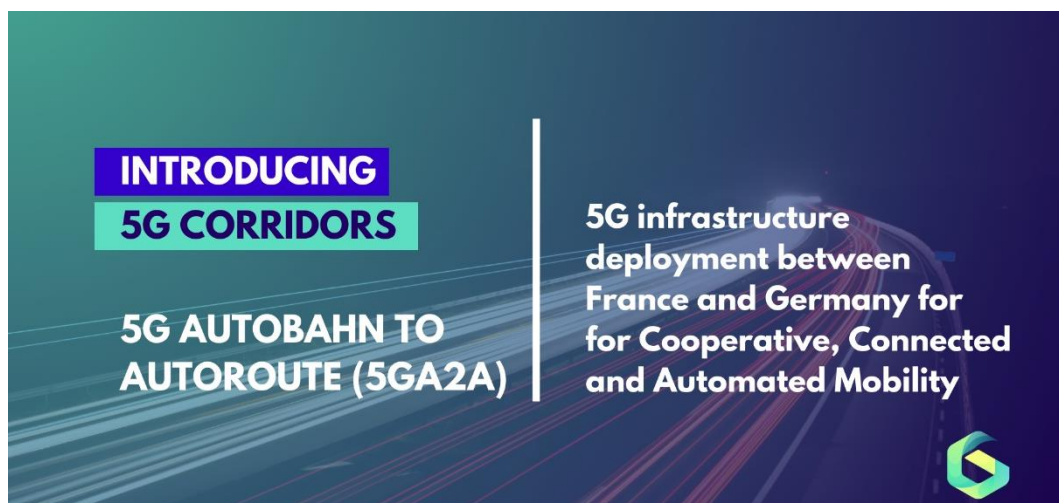 INTRODUCING
5G CORRIDORS
5G AUTOBAHN TO
AUTOROUTE (5GA2A)
5G infrastructure
deployment between
France and Germany for
for Cooperative, Connected
and Automated Mobility